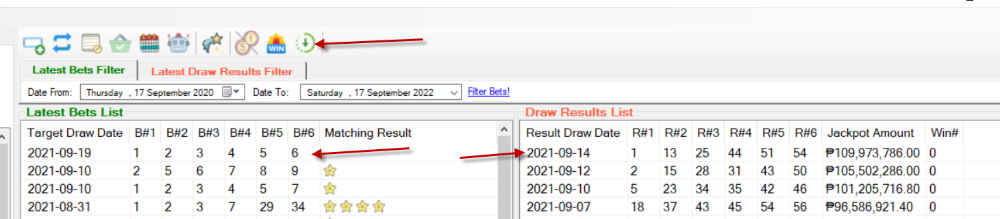 5 1
WIN
Latest Bets Filter Latest Draw Results Filter
Date From: Thursday , 17 September 2020 Date To: Saturday , 17 September 2022 Filter Bets!
Latest Bets List
Target Draw Date B#1 B#2 B#3 B#4 B#5 B#6 Matching Result
2021-09-19 1 2 3 4 5 6
2021-09-10 2 5 6 7 8 9
2021-09-10 1 2 3 4 5 7
2021-08-31 1 2 3 7 29 34
Draw Results List
Result Draw Date R#1 R#2 R#3 R#4 R#5 R#6 Jackpot Amount Win#
2021-09-14 1 13 25 44 51 54 ₱109,973,786.00 0
2021-09-12 2 15 28 31 43 50 ₱105,502,286.00 0
2021-09-10 5 23 34 35 42 46 ₱101,205,716.80 0
2021-09-07 18 37 43 45 54 56 ₱96,586,921.40 0